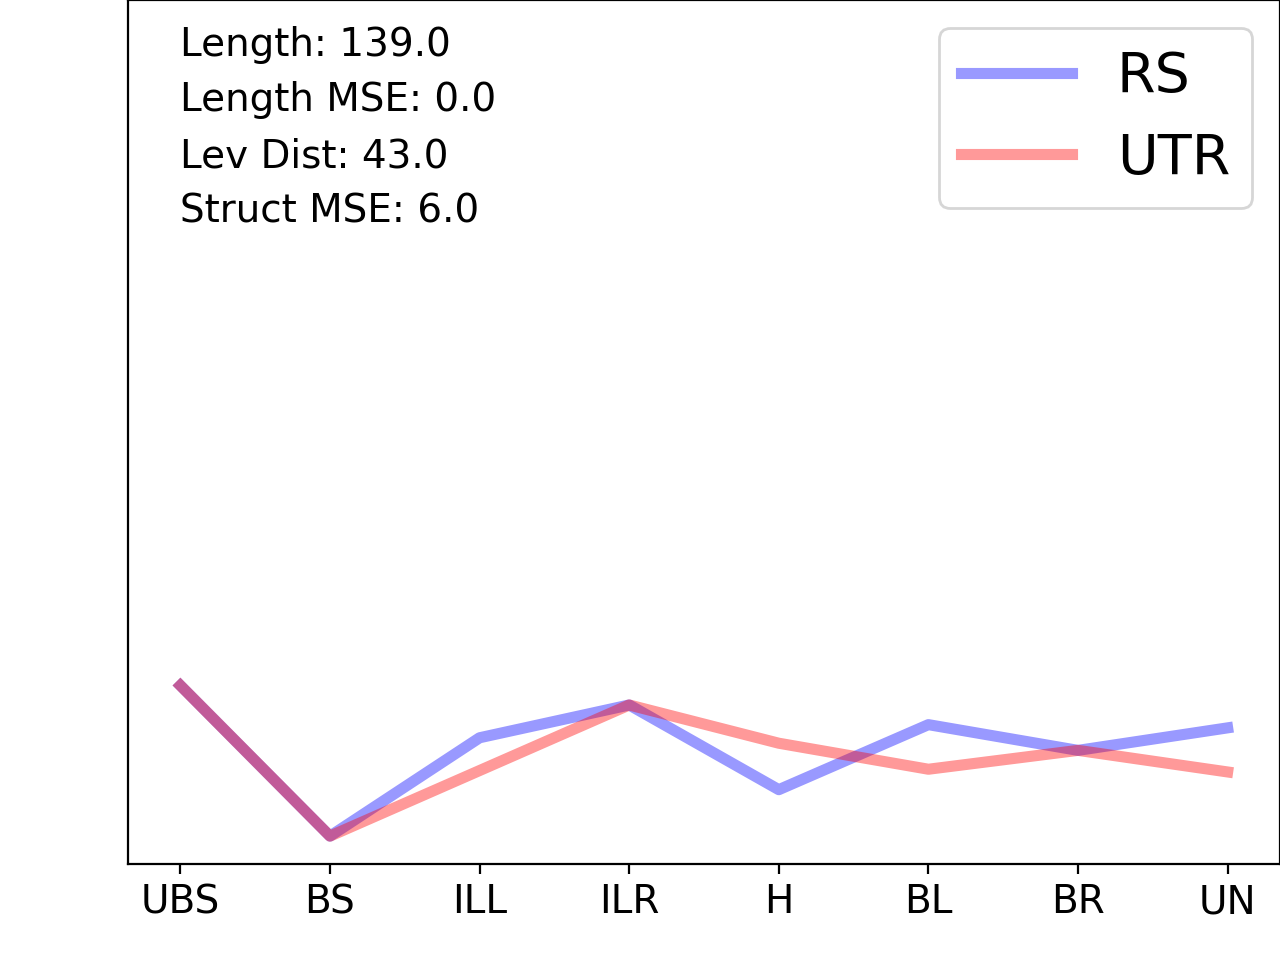 Length: 139.0
Length MSE: 0.0
Lev Dist: 43.0
Struct MSE: 6.0
RS
UTR
UBS BS ILL ILR H BL BR UN